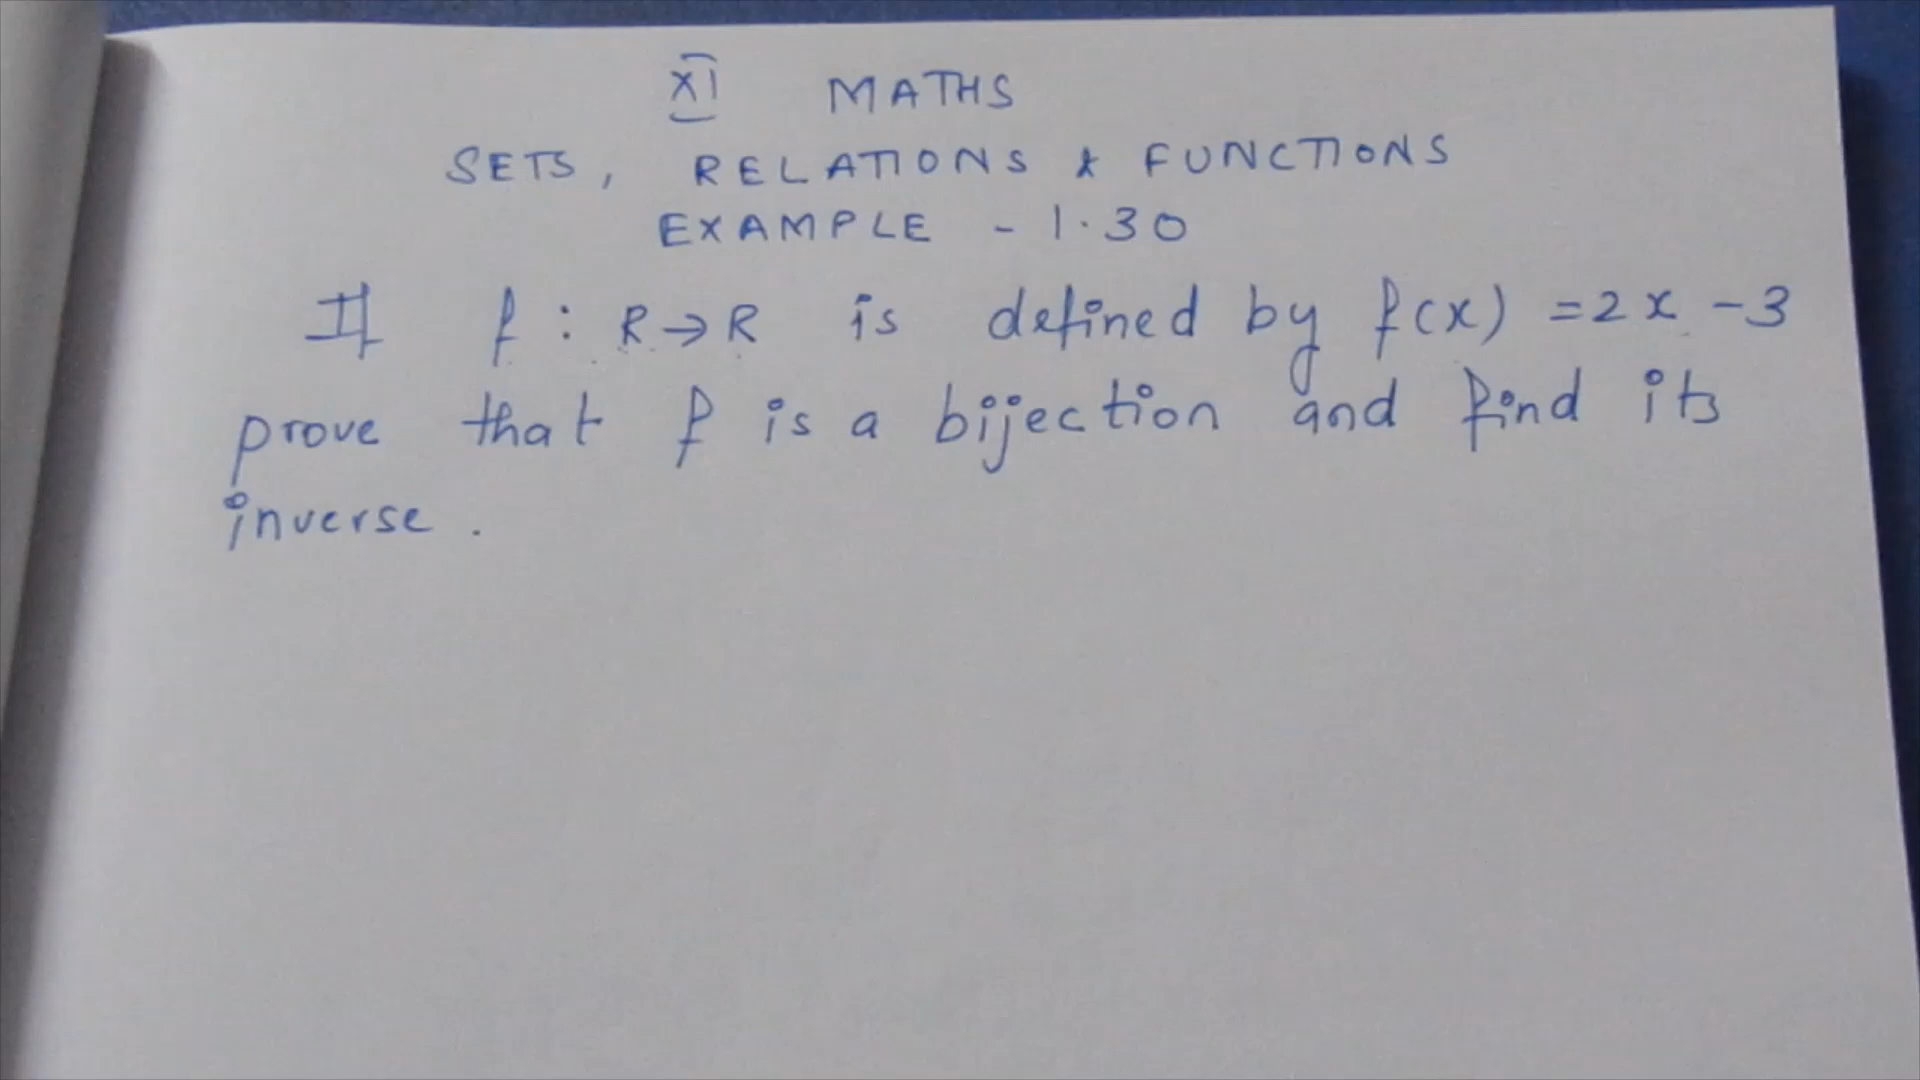 XI MATHS
SETS, RELATIONS & FUNCTIONS
EXAMPLE - 1.30
If f : R→R is defined by f(x) = 2x - 3
prove that f is a bijection and find its
inverse.